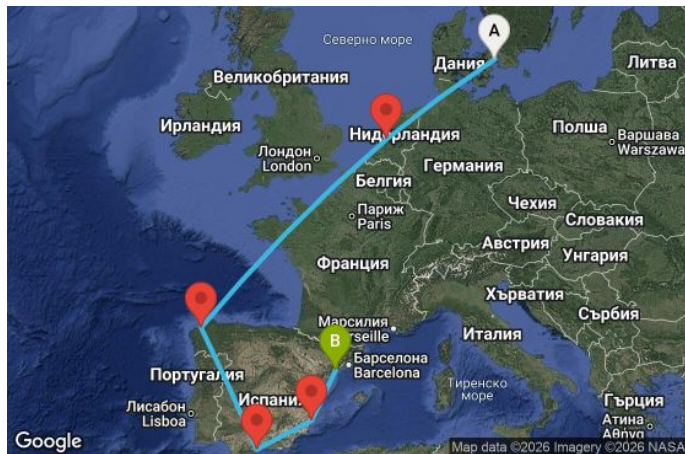 A
Северно море
Дания
Литва
Великобритания
Нидерландия
Ирландия
Полша
Варшава
Warszawa
Лондон
London
Германия
Белгия
Чехия
Париж
Paris
Словакия
Австрия
Унгария
Франция
Хърватия
Сърбия
Марсилия
Marseille
Италия
B
Барселона
Barcelona
Португалия
Тиренско
море
Испания
Гърция
Лисабон
Lisboa
Атина
Αθήνα
Google
Map data ©2026 Imagery ©2026 NASA